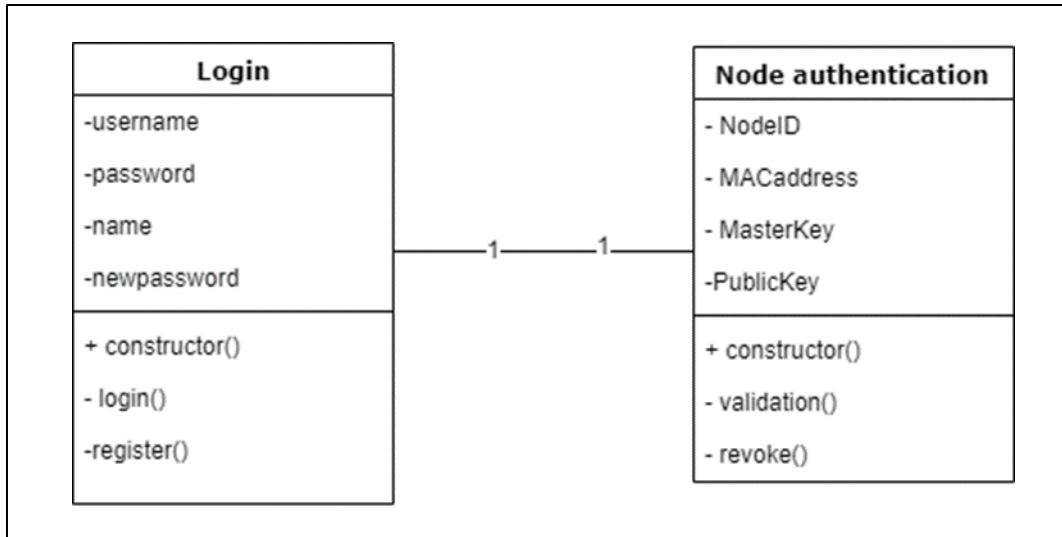 Login
-username
-password
-name
-newpassword
+ constructor()
- login()
-register()
1
1
Node authentication
- NodeID
- MACaddress
- MasterKey
-PublicKey
+ constructor()
- validation()
- revoke()